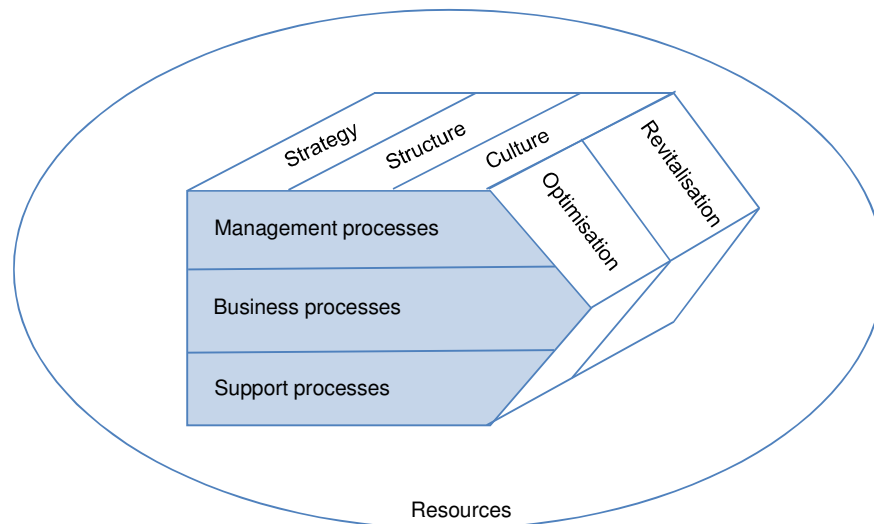 Strategy
Structure
Culture
Optimisation
Revitalisation
Management processes
Business processes
Support processes
Resources